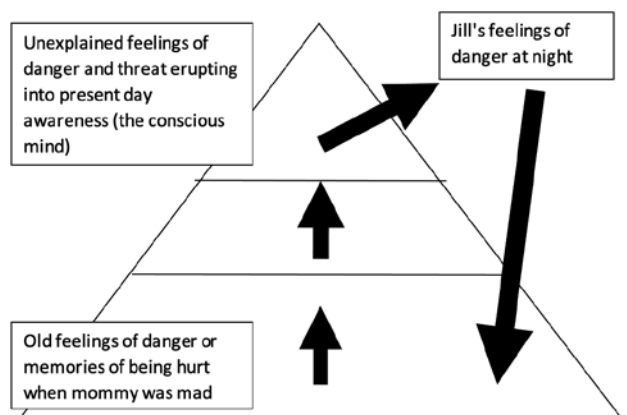 Unexplained feelings of
danger and threat erupting
into present day
awareness (the conscious
mind)
Jill's feelings of
danger at night
Old feelings of danger or
memories of being hurt
when mommy was mad